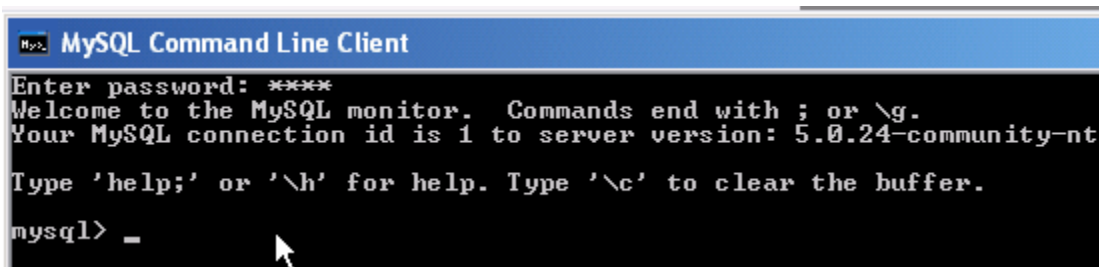 MySQL Command Line Client
Enter password: ****
Welcome to the MySQL monitor.  Commands end with ; or \g.
Your MySQL connection id is 1 to server version: 5.0.24-community-nt
Type 'help;' or '\h' for help. Type '\c' to clear the buffer.
mysql> _